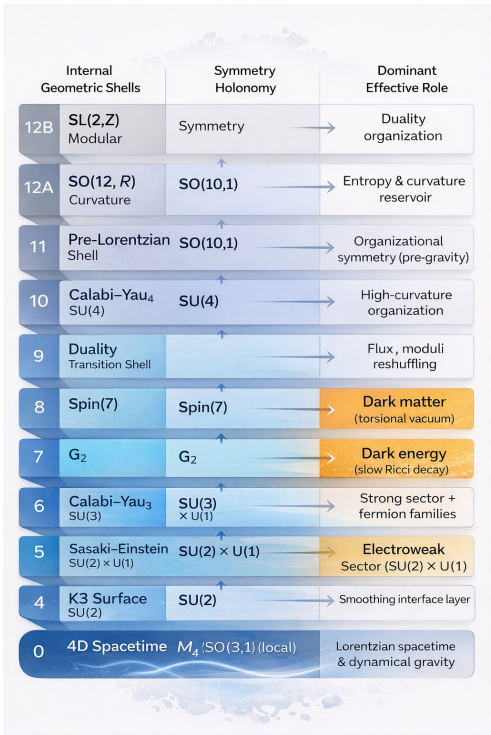 Internal
Geometric Shells
Symmetry
Holonomy
Dominant
Effective Role
12B
SL(2,Z)
Modular
Symmetry
Duality
organization
12A
SO(12, R)
Curvature
SO(10,1)
Entropy & curvature
reservoir
11
Pre-Lorentzian
Shell
SO(10,1)
Organizational
symmetry (pre-gravity)
10
Calabi–Yau₄
SU(4)
SU(4)
High-curvature
organization
9
Duality
Transition Shell
Flux, moduli
reshuffling
8
Spin(7)
Spin(7)
Dark matter
(torsional vacuum)
7
G₂
G₂
Dark energy
(slow Ricci decay)
6
Calabi–Yau₃
SU(3)
SU(3)
× U(1)
Strong sector +
fermion families
5
Sasaki–Einstein
SU(2) × U(1)
SU(2) × U(1)
Electroweak
Sector (SU(2) × U(1)
4
K3 Surface
SU(2)
SU(2)
Smoothing interface layer
0
4D Spacetime
M₄ (SO(3,1) (local)
Lorentzian spacetime
& dynamical gravity